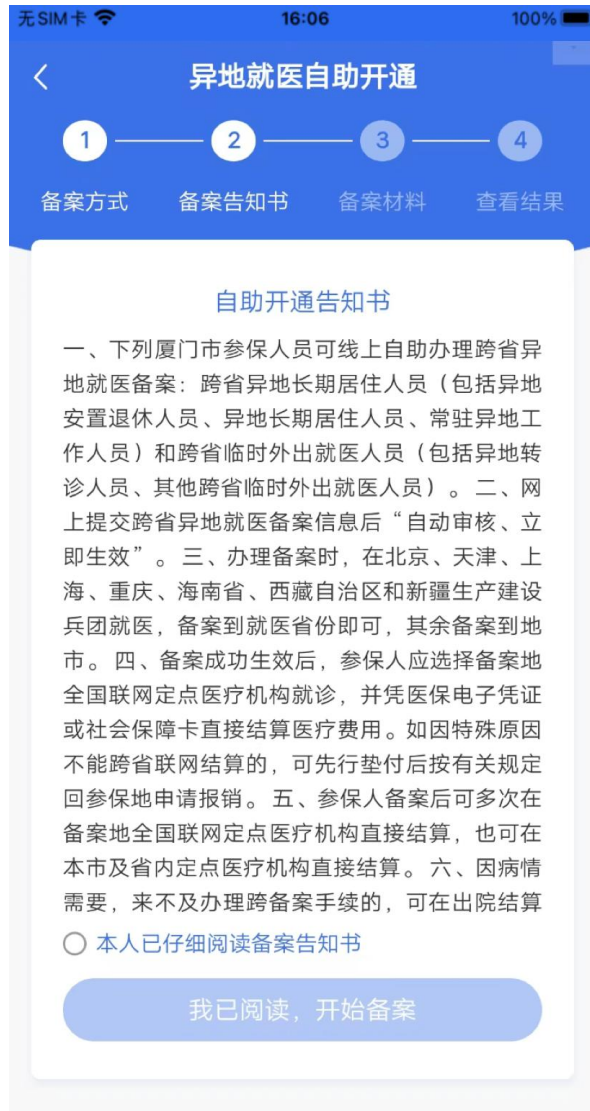 无SIM卡 16:06 100%
异地就医自助开通
1 2 3 4
备案方式 备案告知书 备案材料 查看结果
自助开通告知书
一、下列厦门市参保人员可线上自助办理跨省异
地就医备案：跨省异地长期居住人员（包括异地
安置退休人员、异地长期居住人员、常驻异地工
作人员）和跨省临时外出就医人员（包括异地转
诊人员、其他跨省临时外出就医人员）。二、网
上提交跨省异地就医备案信息后“自动审核、立
即生效”。三、办理备案时，在北京、天津、上
海、重庆、海南省、西藏自治区和新疆生产建设
兵团就医，备案到就医省份即可，其余备案到地
市。四、备案成功生效后，参保人应选择备案地
全国联网定点医疗机构就诊，并凭医保电子凭证
或社会保障卡直接结算医疗费用。如因特殊原因
不能跨省联网结算的，可先行垫付后按有关规定
回参保地申请报销。五、参保人备案后可多次在
备案地全国联网定点医疗机构直接结算，也可在
本市及省内定点医疗机构直接结算。六、因病情
需要，来不及办理跨备案手续的，可在出院结算
本人已仔细阅读备案告知书
我已阅读，开始备案